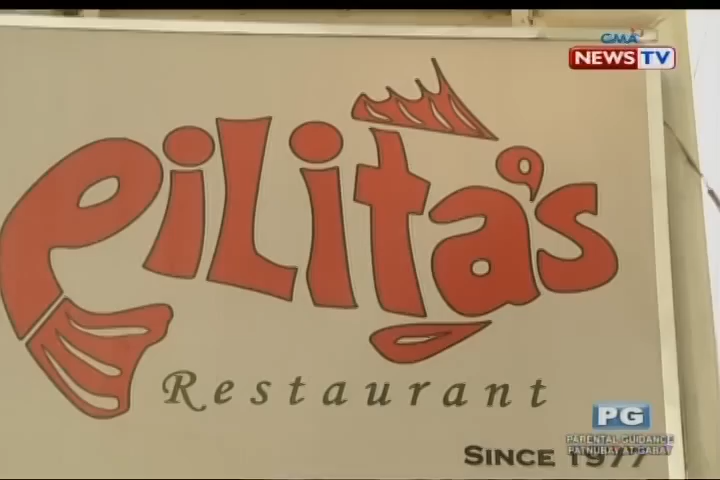 GMA
NEWS TV
PiLita's
Restaurant
SINCE 1977
PG
PARENTAL GUIDANCE
PATNUBAY AT GABAY